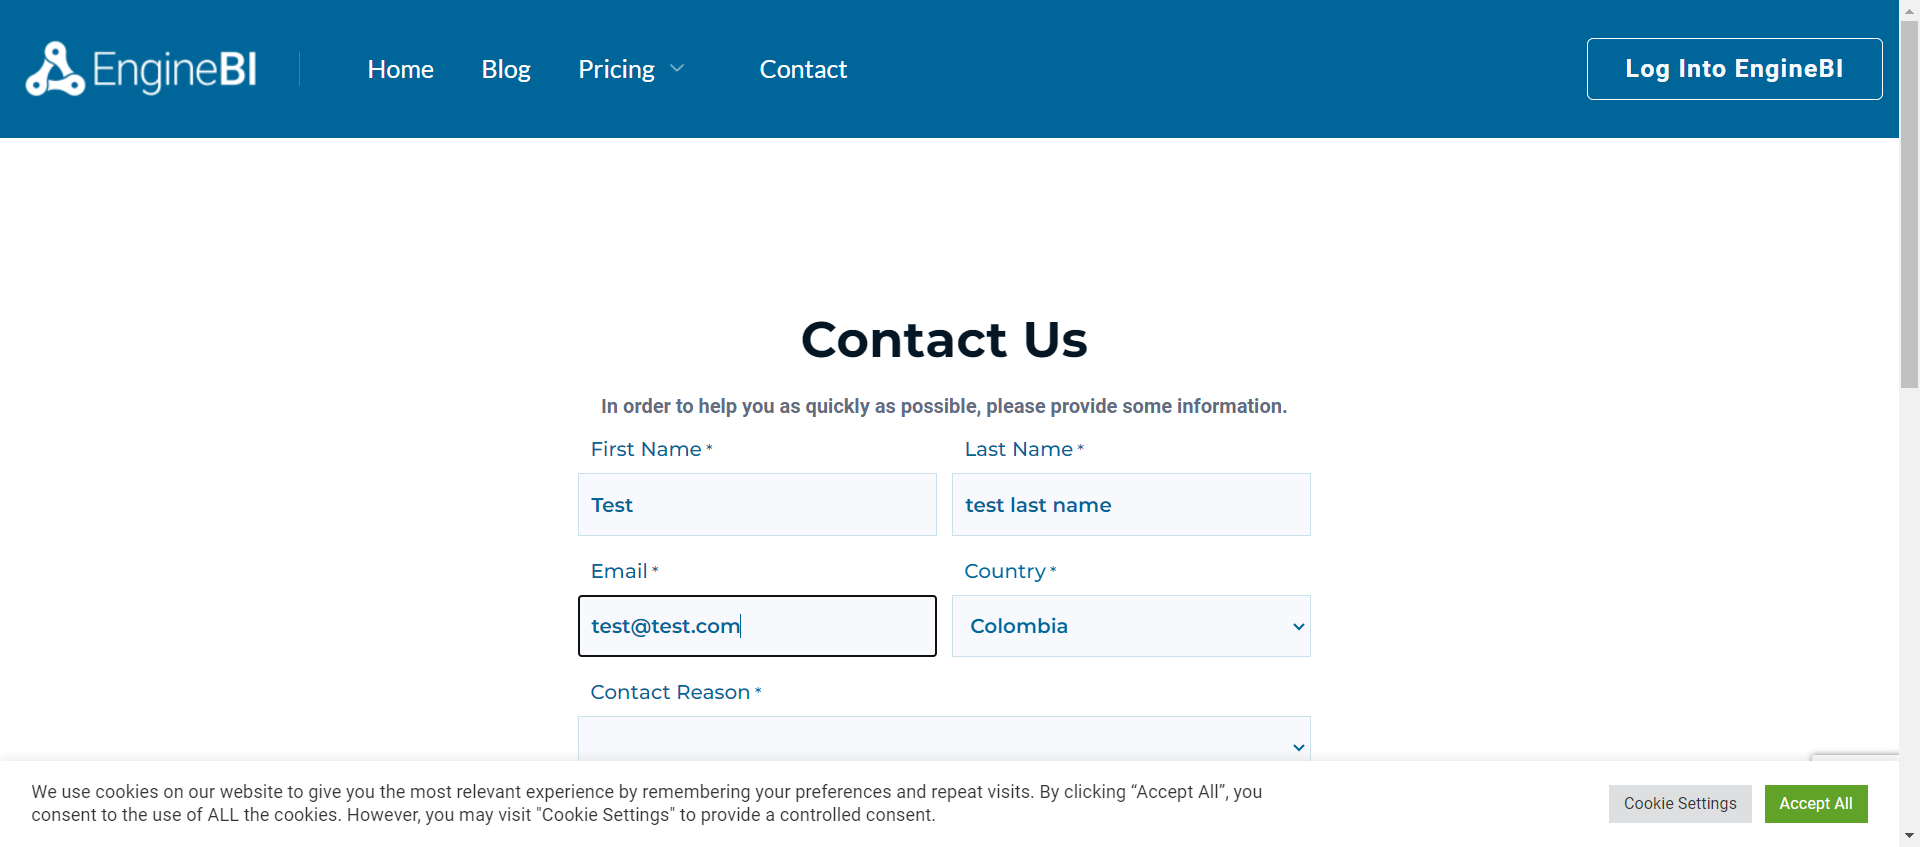 EngineBI
Home Blog Pricing Contact
Log Into EngineBI
Contact Us
In order to help you as quickly as possible, please provide some information.
First Name * Last Name *
Test test last name
Email * Country *
test@test.com Colombia
Contact Reason *
We use cookies on our website to give you the most relevant experience by remembering your preferences and repeat visits. By clicking “Accept All”, you
consent to the use of ALL the cookies. However, you may visit "Cookie Settings" to provide a controlled consent.
Cookie Settings Accept All